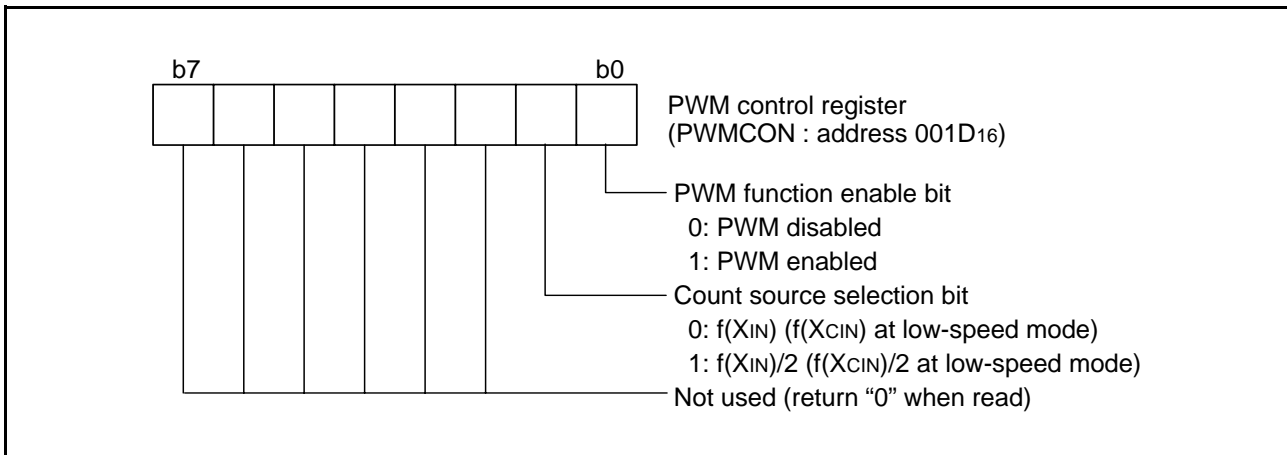 b7 b0
PWM control register
(PWMCON : address 001D16)
PWM function enable bit
0: PWM disabled
1: PWM enabled
Count source selection bit
0: f(XIN) (f(XCIN) at low-speed mode)
1: f(XIN)/2 (f(XCIN)/2 at low-speed mode)
Not used (return “0” when read)